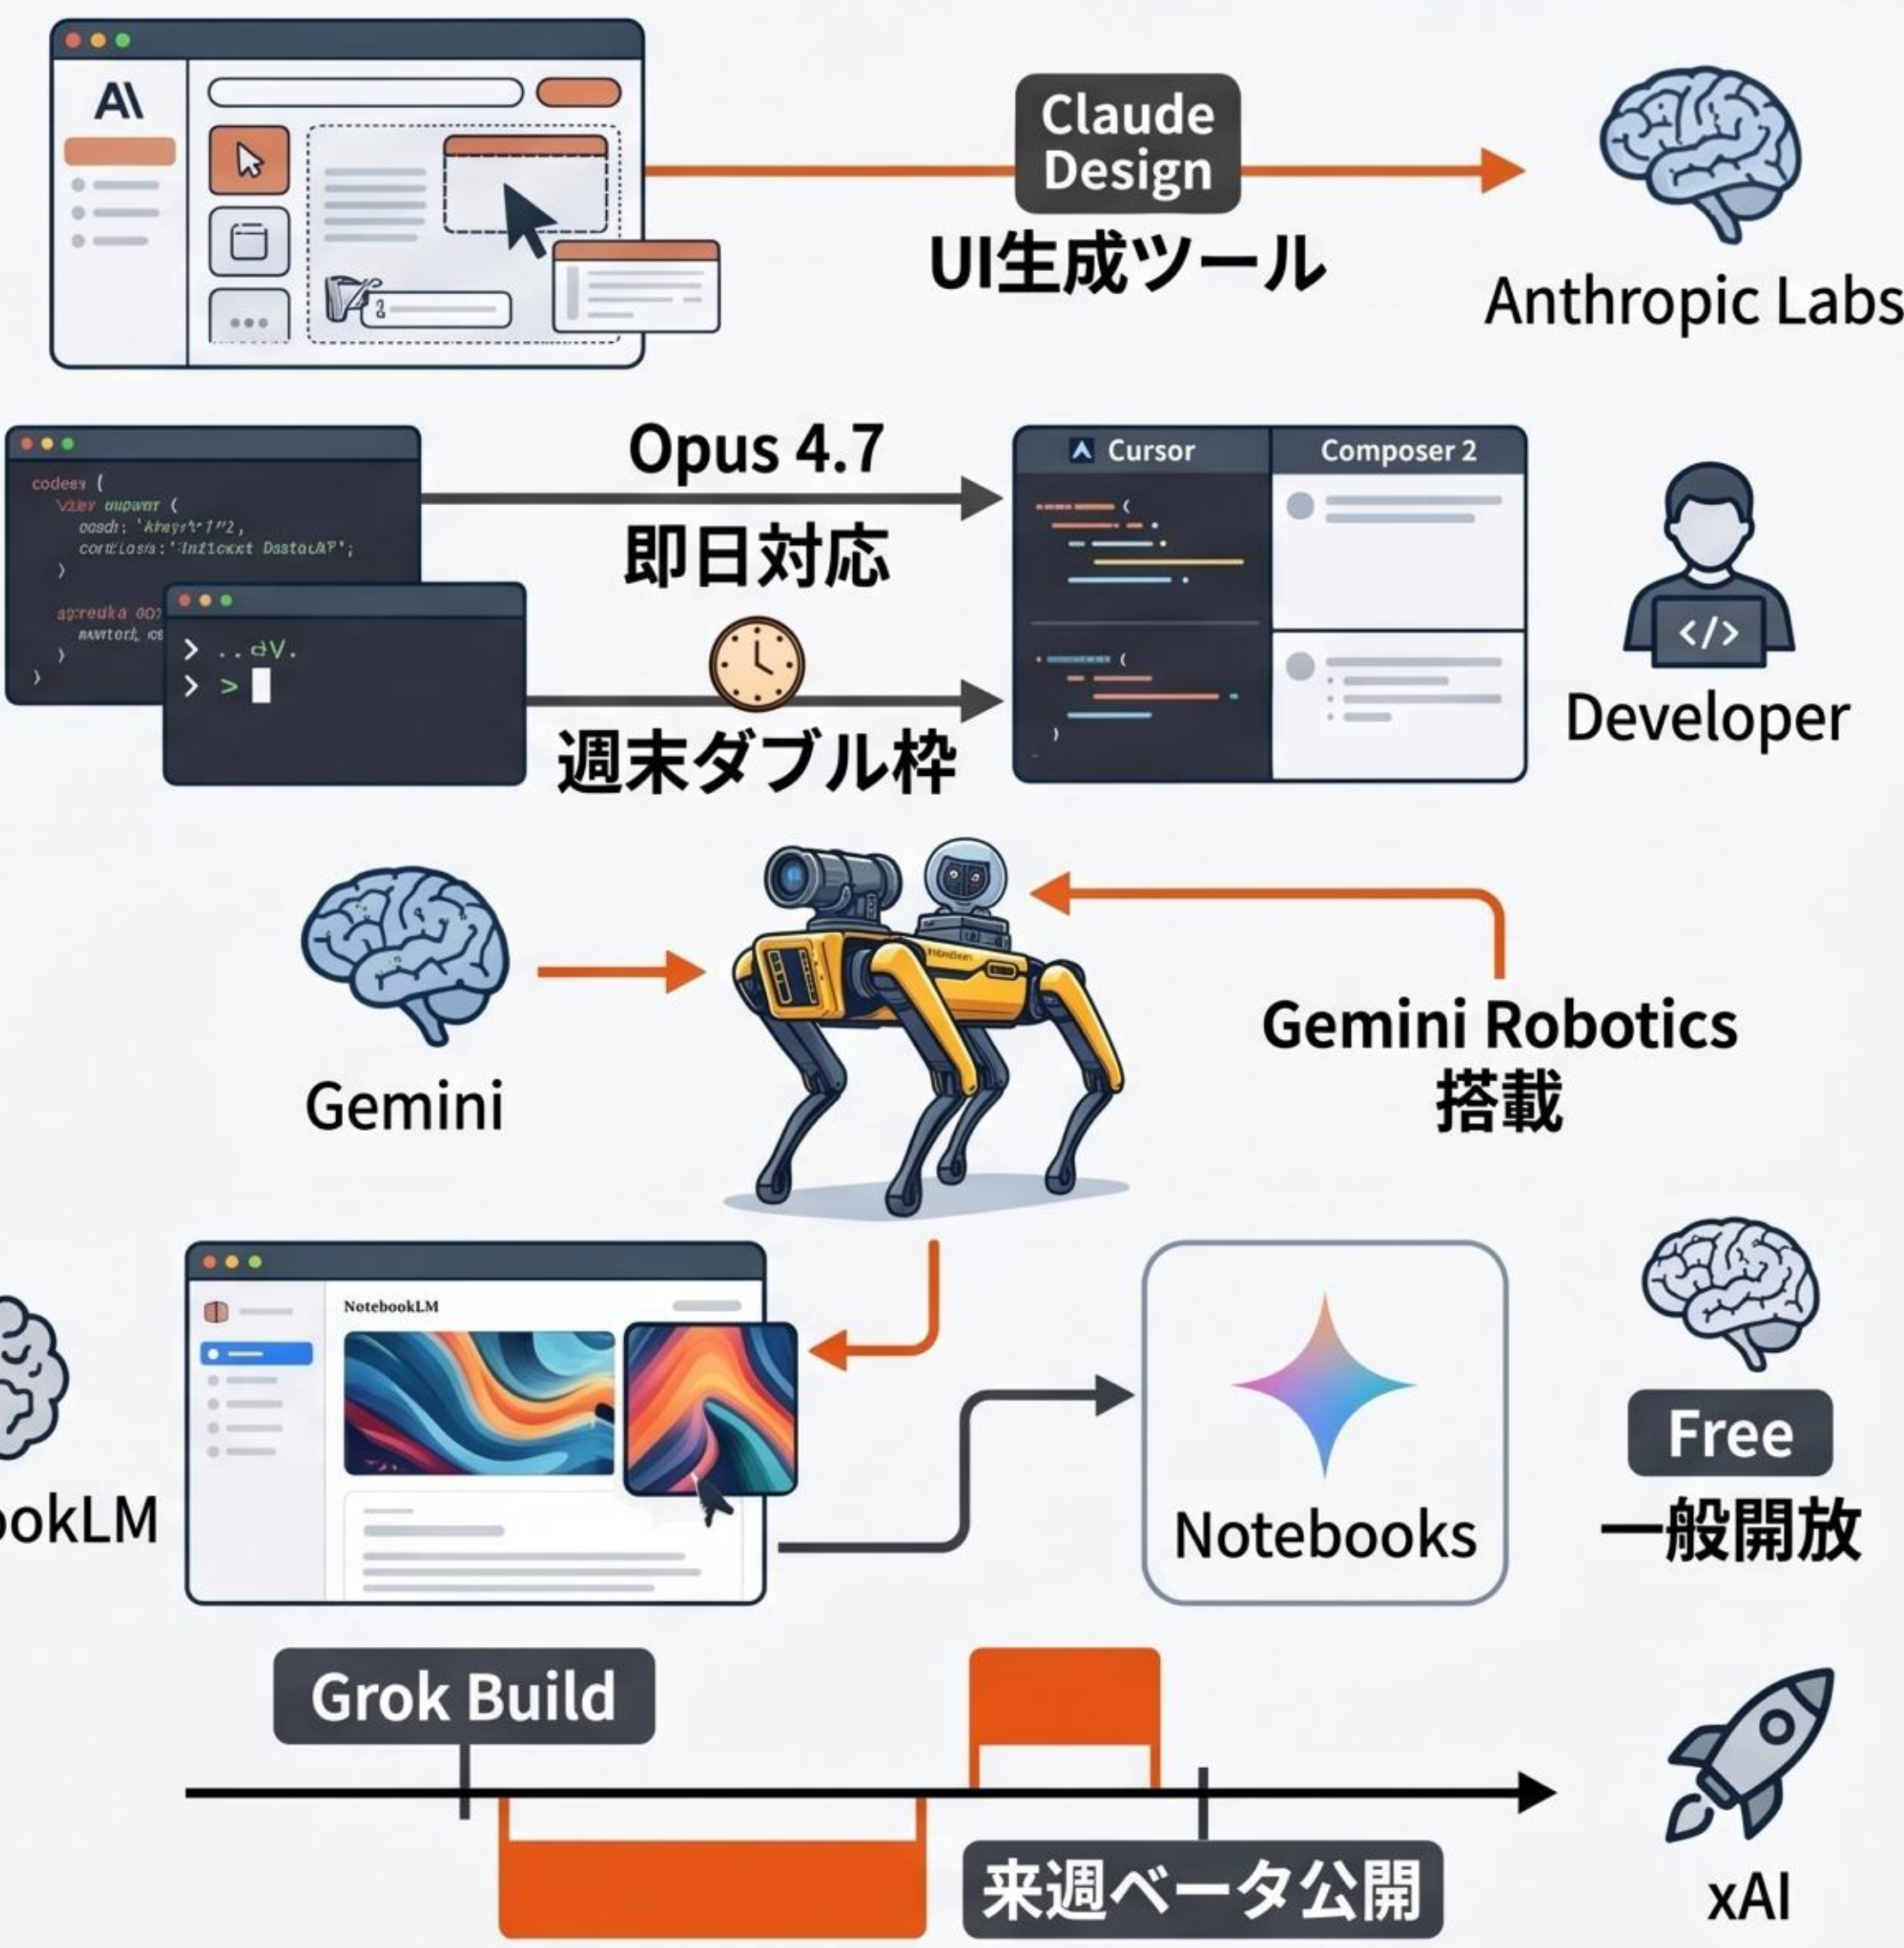 A\
Claude
Design
UI生成ツール
Anthropic Labs
Opus 4.7
即日対応
Cursor
Composer 2
週末ダブル枠
</>
Developer
Gemini
Gemini Robotics
搭載
NotebookLM
ookLM
Notebooks
Free
一般開放
Grok Build
来週ベータ公開
xAI